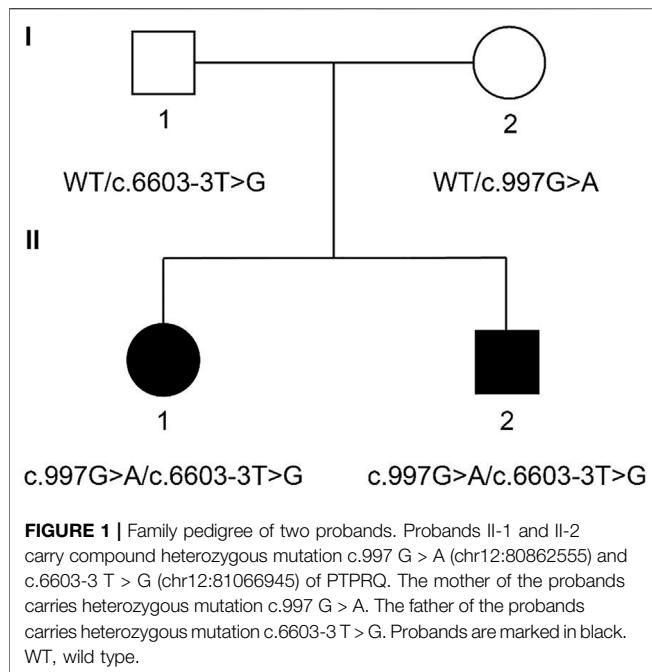 I
1
2
WT/c.6603-3T>G
WT/c.997G>A
II
1
2
c.997G>A/c.6603-3T>G
c.997G>A/c.6603-3T>G
FIGURE 1 | Family pedigree of two probands. Probands II-1 and II-2
carry compound heterozygous mutation c.997 G > A (chr12:80862555) and
c.6603-3 T > G (chr12:81066945) of PTPRQ. The mother of the probands
carries heterozygous mutation c.997 G > A. The father of the probands
carries heterozygous mutation c.6603-3 T > G. Probands are marked in black.
WT, wild type.